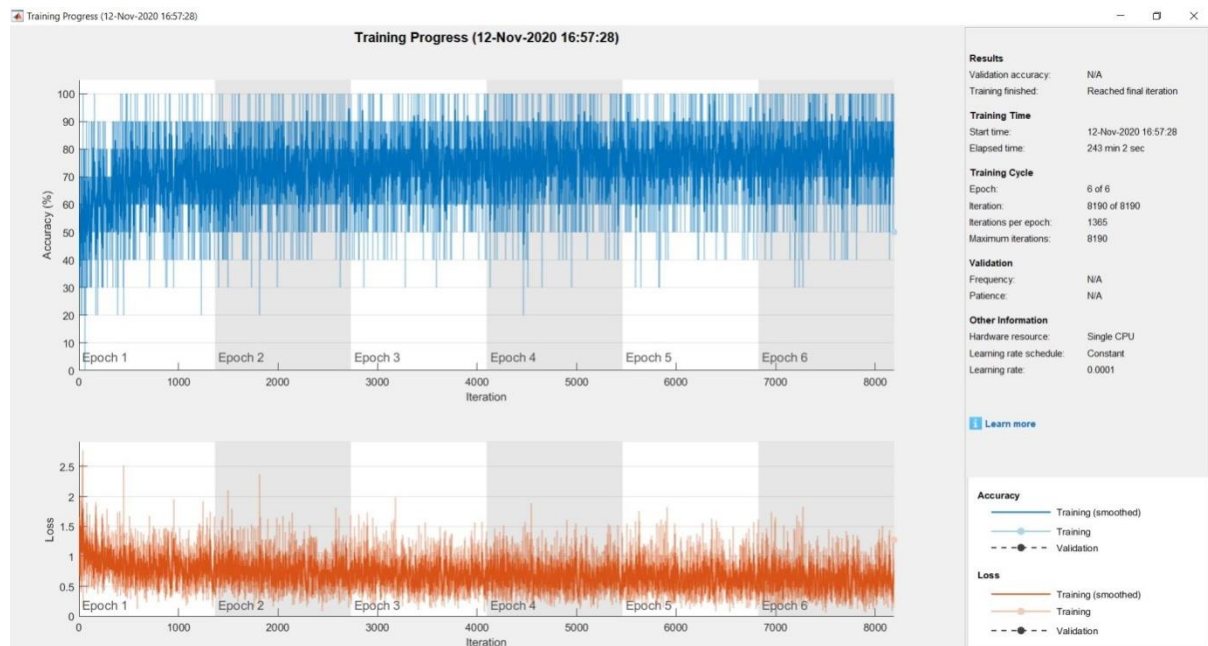 Training Progress (12-Nov-2020 16:57:28)
Training Progress (12-Nov-2020 16:57:28)
Accuracy (%)
100
90
80
70
60
50
40
30
20
10
0
Epoch 1 Epoch 2 Epoch 3 Epoch 4 Epoch 5 Epoch 6
0 1000 2000 3000 4000 5000 6000 7000 8000
Iteration
Loss
2.5
2
1.5
1
0.5
0
Epoch 1 Epoch 2 Epoch 3 Epoch 4 Epoch 5 Epoch 6
0 1000 2000 3000 4000 5000 6000 7000 8000
Iteration
Results
Validation accuracy: N/A
Training finished: Reached final iteration
Training Time
Start time: 12-Nov-2020 16:57:28
Elapsed time: 243 min 2 sec
Training Cycle
Epoch: 6 of 6
Iteration: 8190 of 8190
Iterations per epoch: 1365
Maximum iterations: 8190
Validation
Frequency: N/A
Patience: N/A
Other Information
Hardware resource: Single CPU
Learning rate schedule: Constant
Learning rate: 0.0001
i Learn more
Accuracy
Training (smoothed)
Training
Validation
Loss
Training (smoothed)
Training
Validation